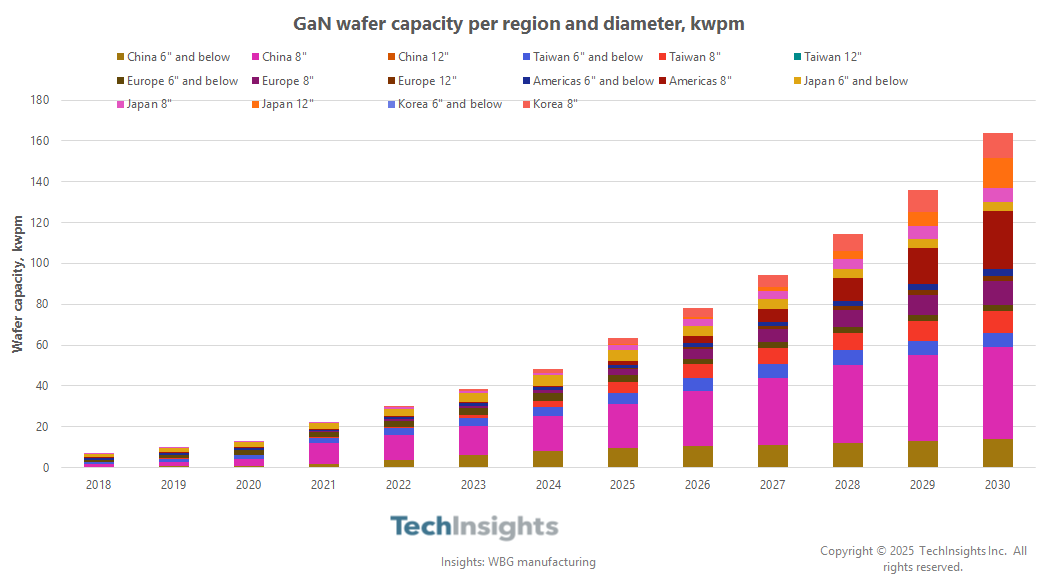 GaN wafer capacity per region and diameter, kwpm
China 6" and below China 8" China 12" Taiwan 6" and below Taiwan 8" Taiwan 12"
Europe 6" and below Europe 8" Europe 12" Americas 6" and below Americas 8" Japan 6" and below
Japan 8" Japan 12" Korea 6" and below Korea 8"
Wafer capacity, kwpm
180
160
140
120
100
80
60
40
20
0
2018 2019 2020 2021 2022 2023 2024 2025 2026 2027 2028 2029 2030
TechInsights
Insights: WBG manufacturing
Copyright © 2025 TechInsights Inc. All
rights reserved.